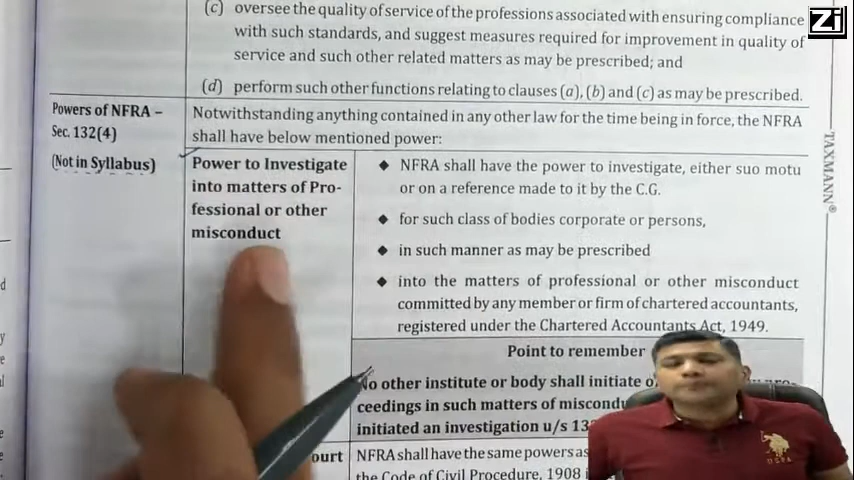 (c) oversee the quality of service of the professions associated with ensuring compliance
with such standards, and suggest measures required for improvement in quality of
service and such other related matters as may be prescribed; and
(d) perform such other functions relating to clauses (a), (b) and (c) as may be prescribed.
Powers of NFRA –
Sec. 132(4)
(Not in Syllabus)
Notwithstanding anything contained in any other law for the time being in force, the NFRA
shall have below mentioned power:
Power to Investigate
into matters of Pro-
fessional or other
misconduct
◆ NFRA shall have the power to investigate, either suo motu
or on a reference made to it by the C.G.
◆ for such class of bodies corporate or persons,
◆ in such manner as may be prescribed
◆ into the matters of professional or other misconduct
committed by any member or firm of chartered accountants,
registered under the Chartered Accountants Act, 1949.
Point to remember
No other institute or body shall initiate
ceedings in such matters of
initiated an investigation u/s
NFRA shall have the same powers as
the Code of Civil Procedure, 1908
TAXMANN®
Zi